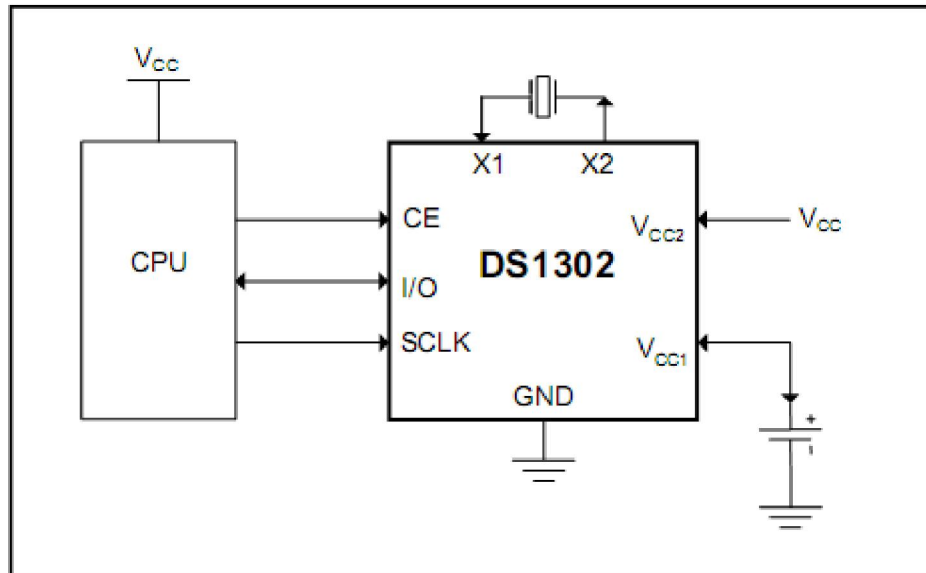 VCC
X1
X2
CE
VCC2
VCC
CPU
DS1302
I/O
SCLK
VCC1
GND
+